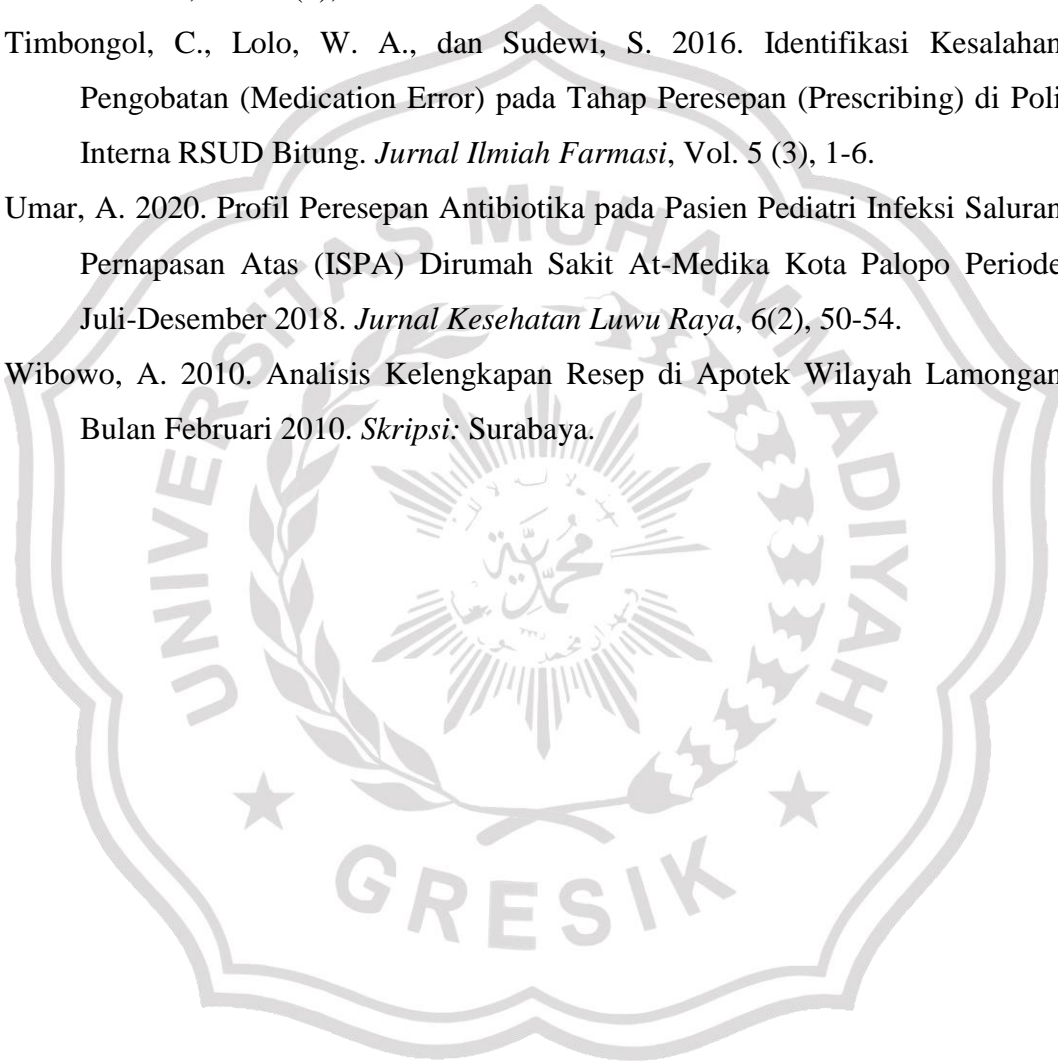 Timbongol, C., Lolo, W. A., dan Sudewi, S. 2016. Identifikasi Kesalahan
Pengobatan (Medication Error) pada Tahap Peresepan (Prescribing) di Poli
Interna RSUD Bitung. Jurnal Ilmiah Farmasi, Vol. 5 (3), 1-6.
Umar, A. 2020. Profil Peresepan Antibiotika pada Pasien Pediatri Infeksi Saluran
Pernapasan Atas (ISPA) Dirumah Sakit At-Medika Kota Palopo Periode
Juli-Desember 2018. Jurnal Kesehatan Luwu Raya, 6(2), 50-54.
Wibowo, A. 2010. Analisis Kelengkapan Resep di Apotek Wilayah Lamongan
Bulan Februari 2010. Skripsi: Surabaya.
UNIVERSITAS MUHAMMADIYAH
محمدية
GRESIK